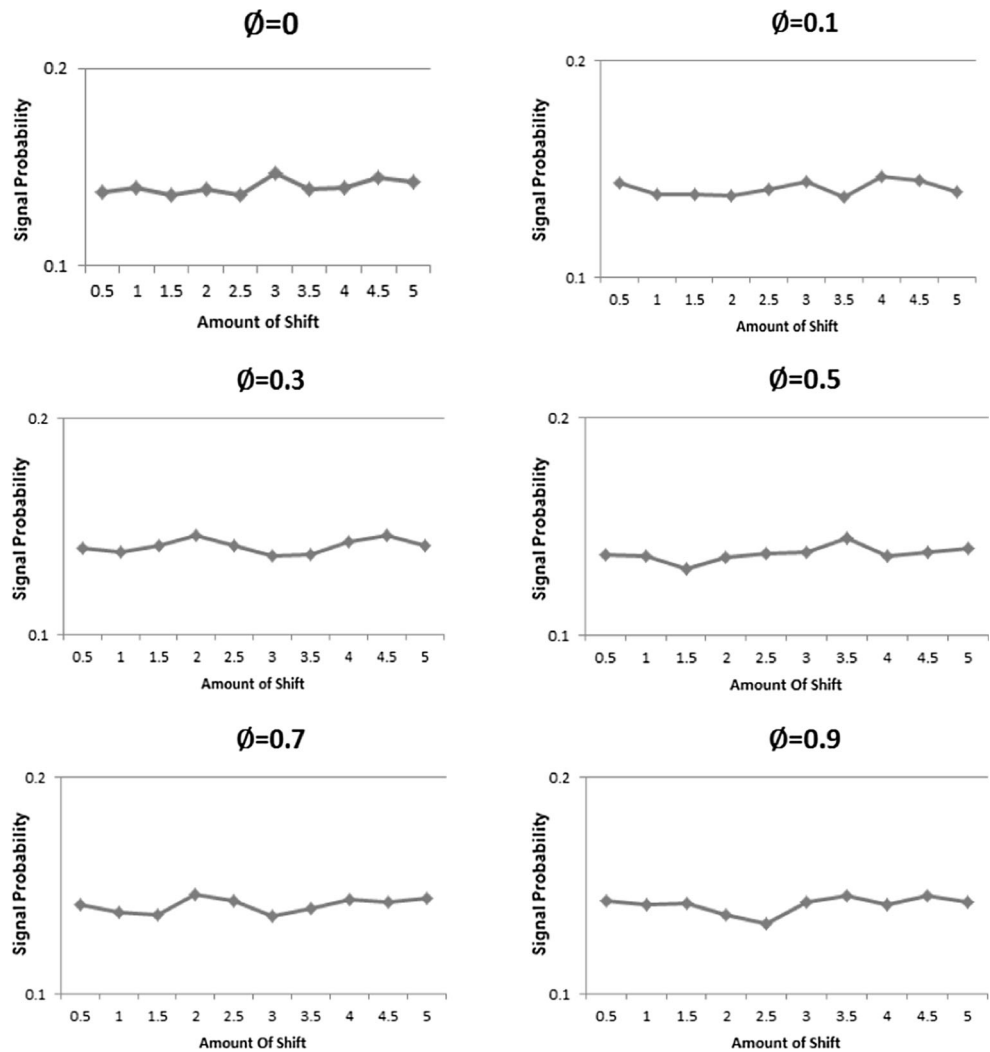 Ø=0
0.2
Signal Probability
0.1
0.5 1 1.5 2 2.5 3 3.5 4 4.5 5
Amount of Shift
Ø=0.1
0.2
Signal Probability
0.1
0.5 1 1.5 2 2.5 3 3.5 4 4.5 5
Amount of Shift
Ø=0.3
0.2
Signal Probability
0.1
0.5 1 1.5 2 2.5 3 3.5 4 4.5 5
Amount of Shift
Ø=0.5
0.2
Signal Probability
0.1
0.5 1 1.5 2 2.5 3 3.5 4 4.5 5
Amount Of Shift
Ø=0.7
0.2
Signal Probability
0.1
0.5 1 1.5 2 2.5 3 3.5 4 4.5 5
Amount Of Shift
Ø=0.9
0.2
Signal Probability
0.1
0.5 1 1.5 2 2.5 3 3.5 4 4.5 5
Amount of Shift